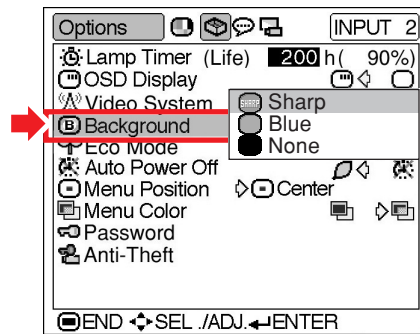 Options INPUT 2
Lamp Timer (Life) 200 h( 90%)
OSD Display
Video System
SHARP Sharp
B Background
Blue
Eco Mode
None
Auto Power Off
Menu Position Center
Menu Color
Password
Anti-Theft
END SEL ./ADJ. ENTER